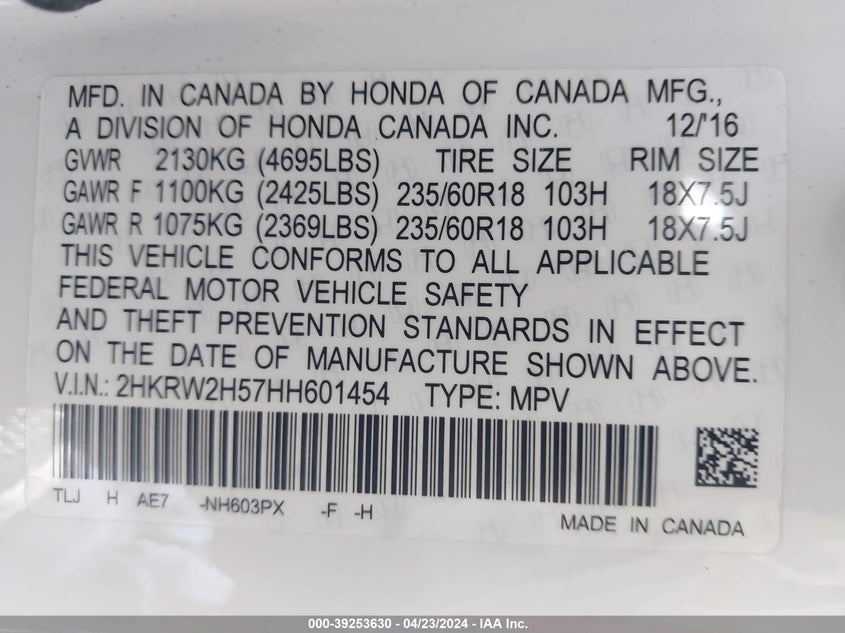 MFD. IN CANADA BY HONDA OF CANADA MFG.,
A DIVISION OF HONDA CANADA INC. 12/'16
GVWR 2130KG (4695LBS) TIRE SIZE RIM SIZE
GAWR F 1100KG (2425LBS) 235/60R18 103H 18X7.5J
GAWR R 1075KG (2369LBS) 235/60R18 103H 18X7.5J
THIS VEHICLE CONFORMS TO ALL APPLICABLE
FEDERAL MOTOR VEHICLE SAFETY
AND THEFT PREVENTION STANDARDS IN EFFECT
ON THE DATE OF MANUFACTURE SHOWN ABOVE.
V.I.N.: 2HKRW2H57HH601454 TYPE: MPV
TLJ H AE7 -NH603PX -F -H
MADE IN CANADA
000-39253630 - 04/23/2024 - IAA Inc.